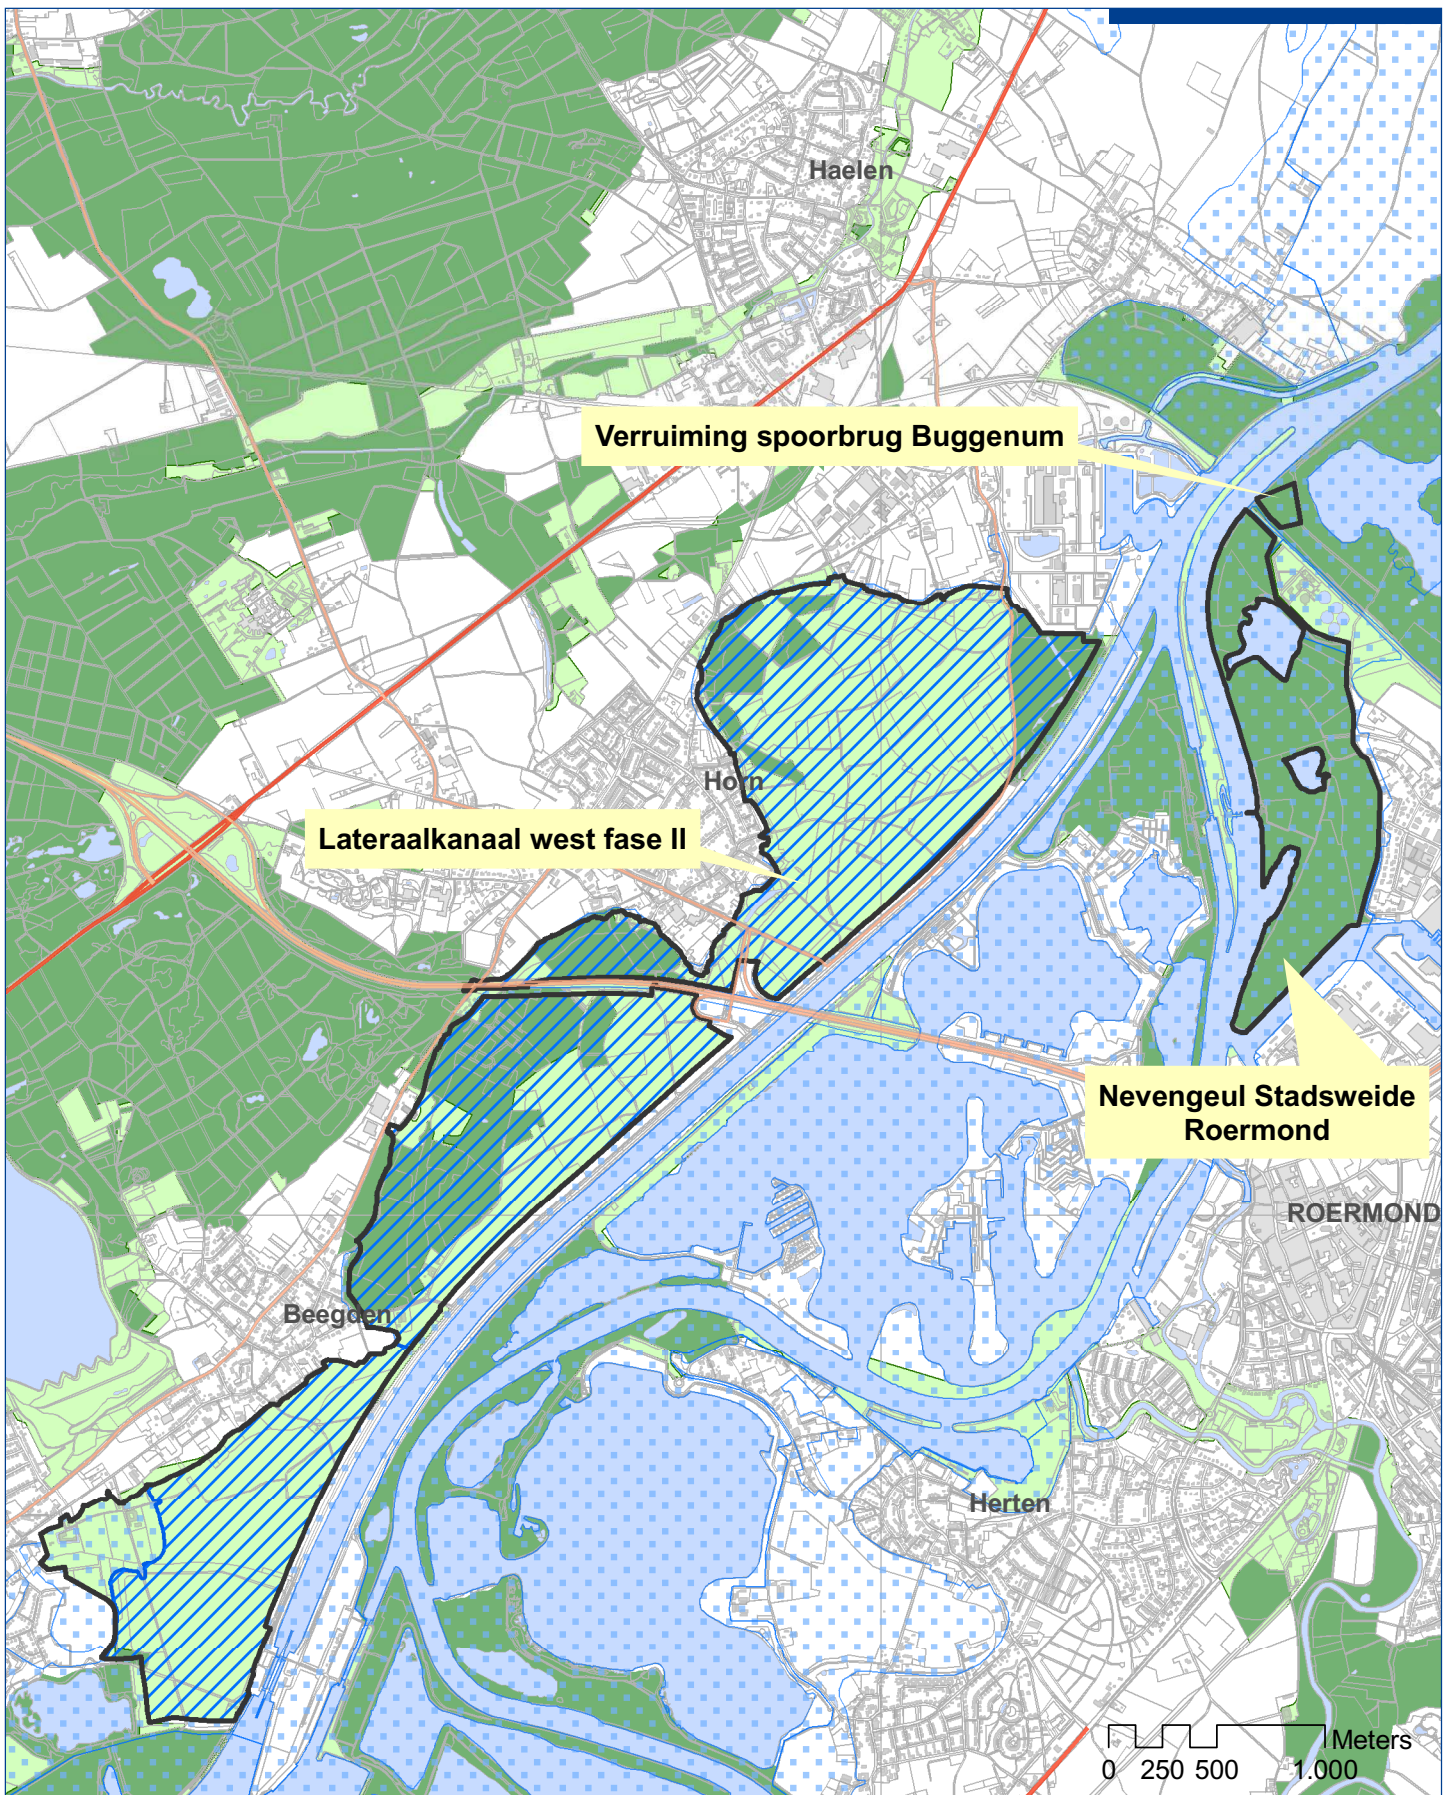 Haelen
Verruiming spoorbrug Buggenum
Horn
Lateraalkanaal west fase II
Nevengeul Stadsweide
Roermond
ROERMOND
Beegden
Herten
Meters
0 250 500 1.000